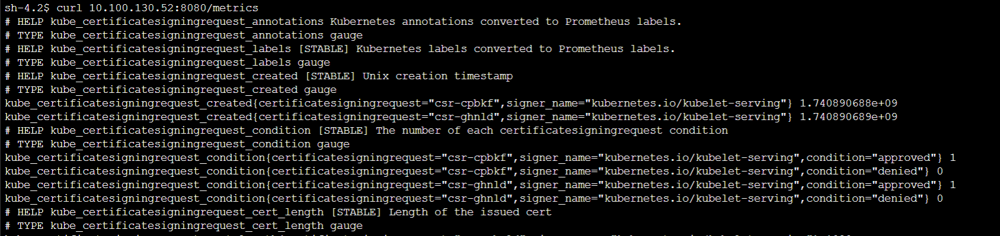 sh-4.2$ curl 10.100.130.52:8080/metrics
# HELP kube_certificatesigningrequest_annotations Kubernetes annotations converted to Prometheus labels.
# TYPE kube_certificatesigningrequest_annotations gauge
# HELP kube_certificatesigningrequest_labels [STABLE] Kubernetes labels converted to Prometheus labels.
# TYPE kube_certificatesigningrequest_labels gauge
# HELP kube_certificatesigningrequest_created [STABLE] Unix creation timestamp
# TYPE kube_certificatesigningrequest_created gauge
kube_certificatesigningrequest_created{certificatesigningrequest="csr-cpbkf",signer_name="kubernetes.io/kubelet-serving"} 1.740890688e+09
kube_certificatesigningrequest_created{certificatesigningrequest="csr-ghnld",signer_name="kubernetes.io/kubelet-serving"} 1.740890689e+09
# HELP kube_certificatesigningrequest_condition [STABLE] The number of each certificatesigningrequest condition
# TYPE kube_certificatesigningrequest_condition gauge
kube_certificatesigningrequest_condition{certificatesigningrequest="csr-cpbkf",signer_name="kubernetes.io/kubelet-serving",condition="approved"} 1
kube_certificatesigningrequest_condition{certificatesigningrequest="csr-cpbkf",signer_name="kubernetes.io/kubelet-serving",condition="denied"} 0
kube_certificatesigningrequest_condition{certificatesigningrequest="csr-ghnld",signer_name="kubernetes.io/kubelet-serving",condition="approved"} 1
kube_certificatesigningrequest_condition{certificatesigningrequest="csr-ghnld",signer_name="kubernetes.io/kubelet-serving",condition="denied"} 0
# HELP kube_certificatesigningrequest_cert_length [STABLE] Length of the issued cert
# TYPE kube_certificatesigningrequest_cert_length gauge